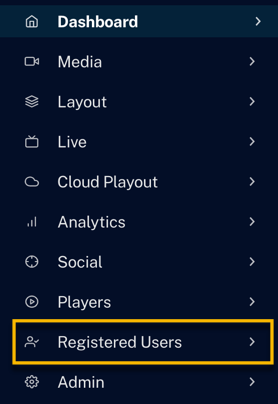 Dashboard
Media
Layout
Live
Cloud Playout
Analytics
Social
Players
Registered Users
Admin